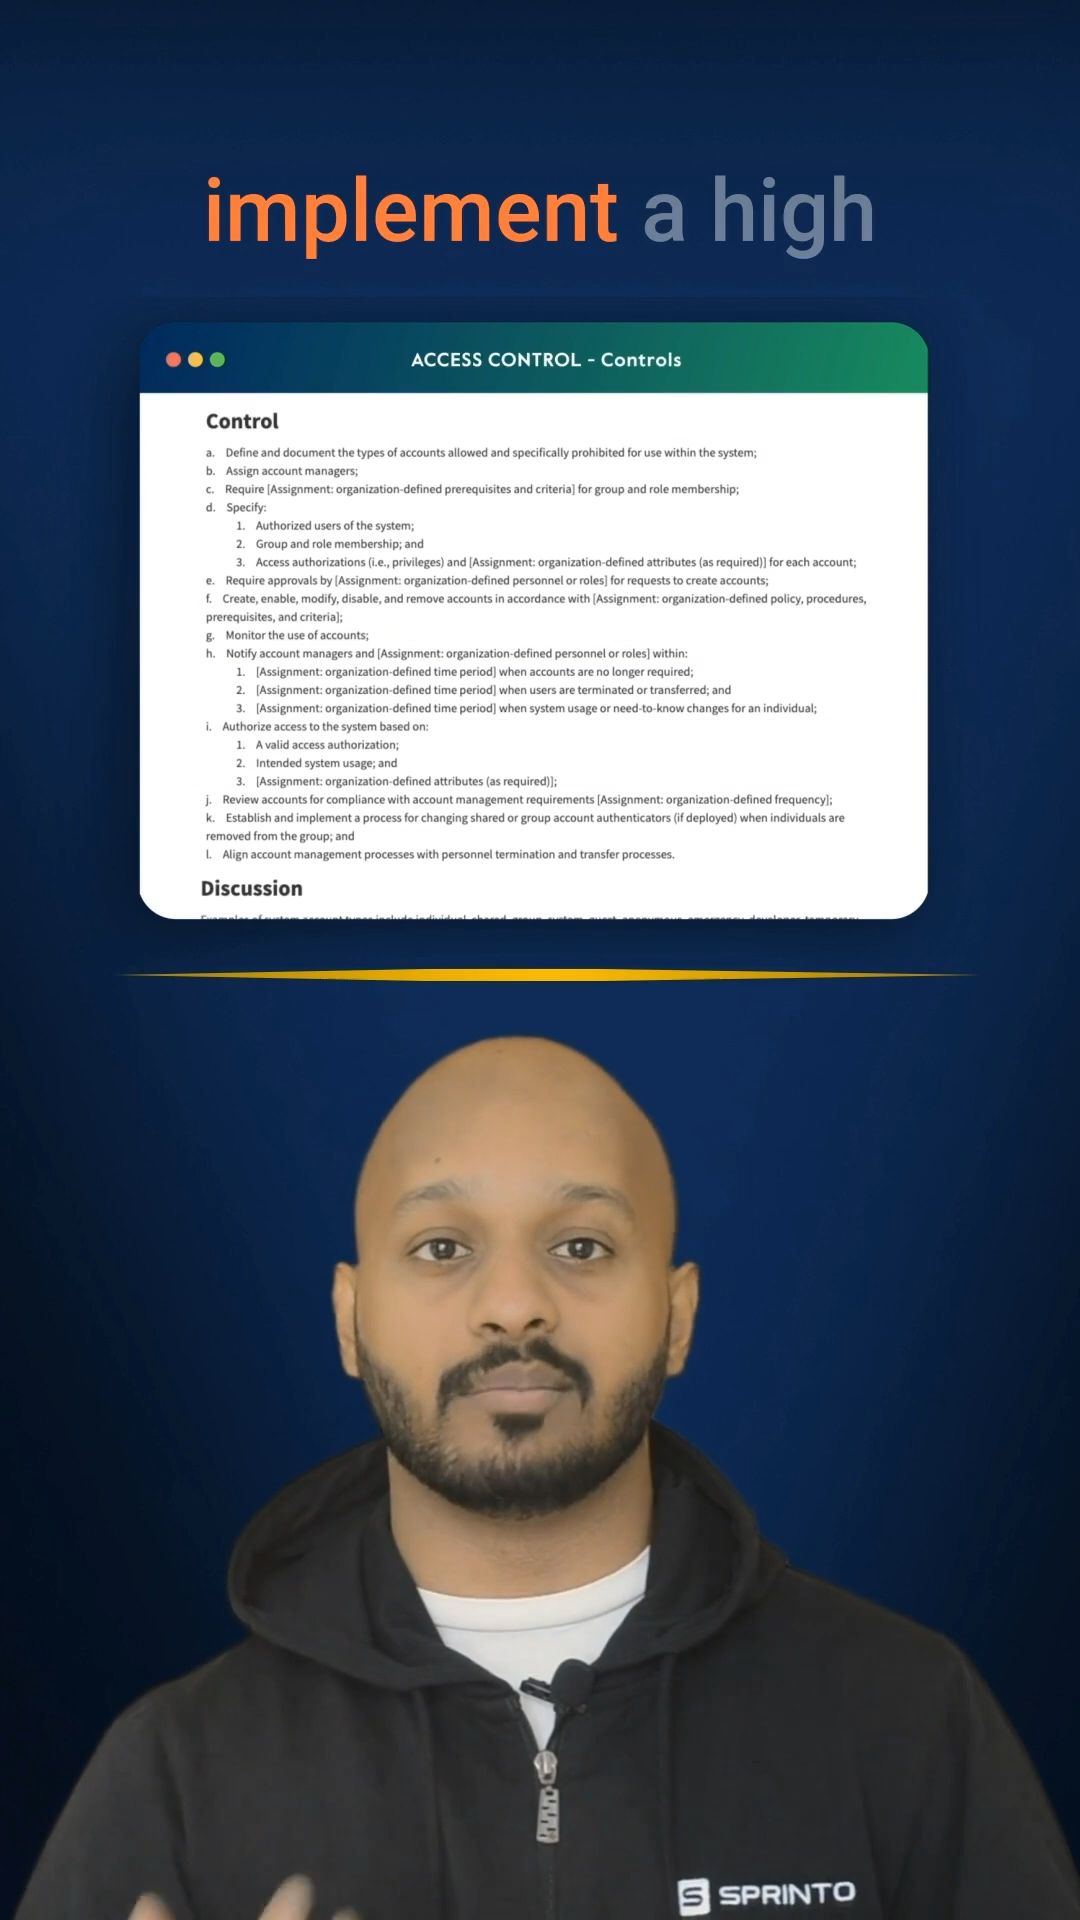 implement a high
ACCESS CONTROL - Controls
Control
a. Define and document the types of accounts allowed and specifically prohibited for use within the system;
b. Assign account managers;
c. Require [Assignment: organization-defined prerequisites and criteria] for group and role membership;
d. Specify:
1. Authorized users of the system;
2. Group and role membership; and
3. Access authorizations (i.e., privileges) and [Assignment: organization-defined attributes (as required)] for each account;
e. Require approvals by [Assignment: organization-defined personnel or roles] for requests to create accounts;
f. Create, enable, modify, disable, and remove accounts in accordance with [Assignment: organization-defined policy, procedures,
prerequisites, and criteria];
g. Monitor the use of accounts;
h. Notify account managers and [Assignment: organization-defined personnel or roles] within:
1. [Assignment: organization-defined time period] when accounts are no longer required;
2. [Assignment: organization-defined time period] when users are terminated or transferred; and
3. [Assignment: organization-defined time period] when system usage or need-to-know changes for an individual;
i. Authorize access to the system based on:
1. A valid access authorization;
2. Intended system usage; and
3. [Assignment: organization-defined attributes (as required)];
j. Review accounts for compliance with account management requirements [Assignment: organization-defined frequency];
k. Establish and implement a process for changing shared or group account authenticators (if deployed) when individuals are
removed from the group; and
l. Align account management processes with personnel termination and transfer processes.
Discussion
S SPRINTO